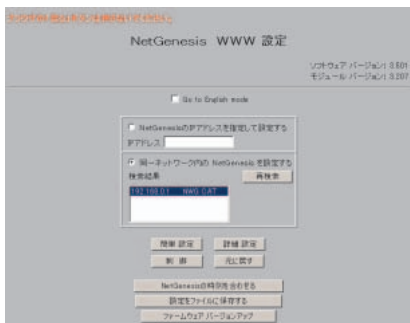 NetGenesis WWW 設定
ソフトウェア バージョン: 8.601
モジュール バージョン: 8.207
Go to English mode
NetGenesisのIPアドレスを指定して設定する
IPアドレス
同一ネットワーク内の NetGenesis を設定する
検索結果
再検索
192.168.0.1 NWG.OAT
簡単 設定
詳細 設定
制 御
元に戻す
NetGenesisの時刻を合わせる
設定をファイルに保存する
ファームウェア バージョンアップ